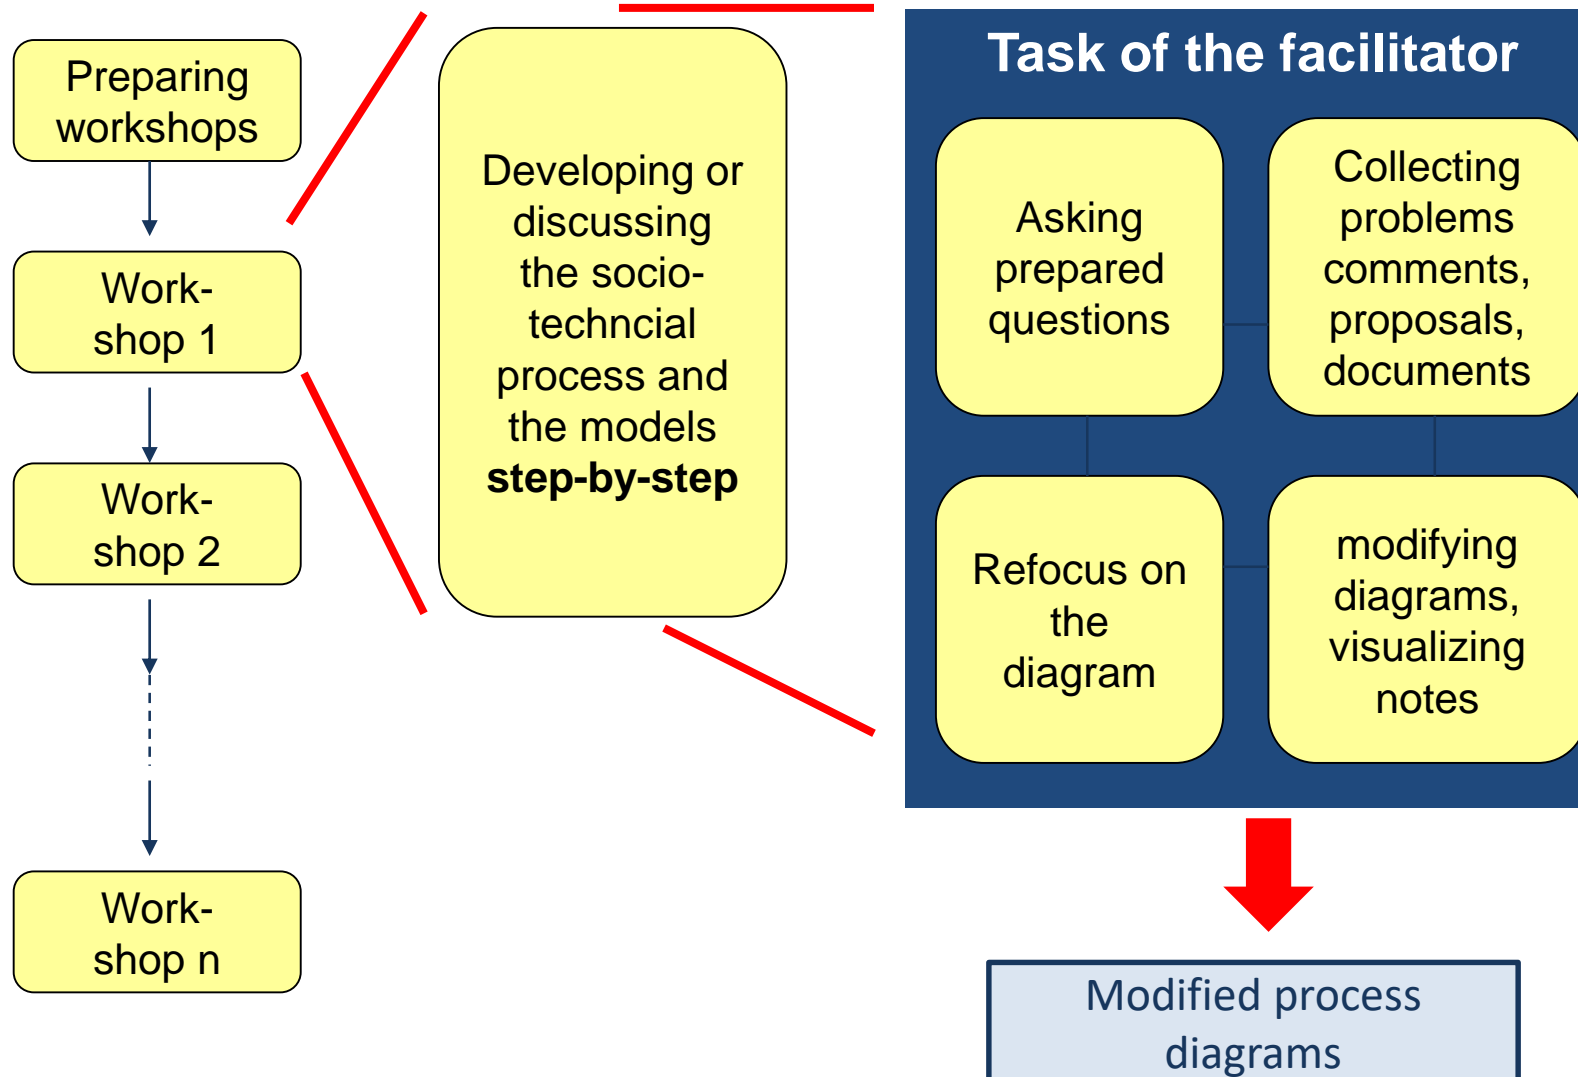 Preparing
workshops
Work-
shop 1
Work-
shop 2
Work-
shop n
Developing or
discussing
the socio-
techncial
process and
the models
step-by-step
Task of the facilitator
Asking
prepared
questions
Collecting
problems
comments,
proposals,
documents
Refocus on
the
diagram
modifying
diagrams,
visualizing
notes
Modified process
diagrams